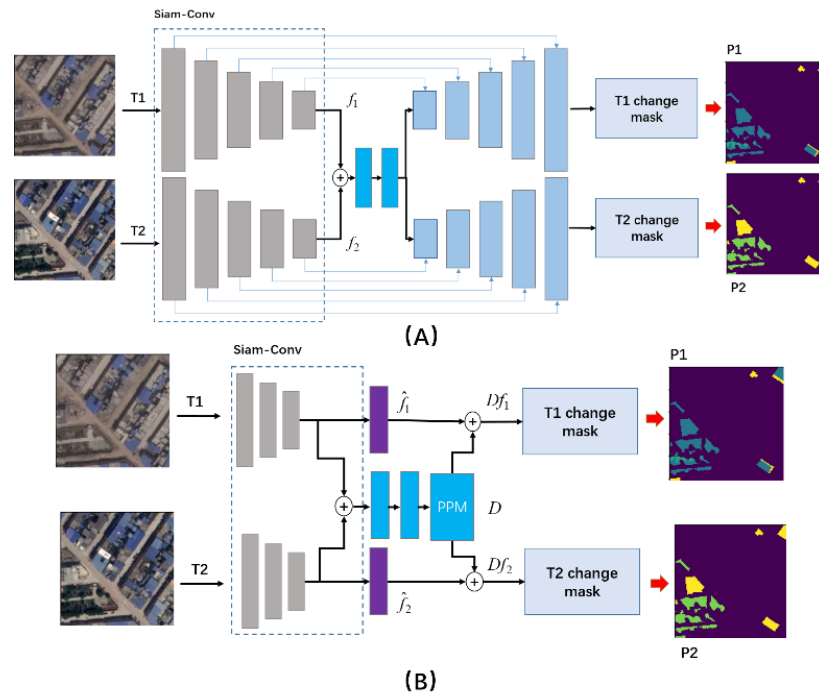 Siam-Conv
P1
T1
f₁
T1 change
mask
T2
f₂
T2 change
mask
P2
(A)
Siam-Conv
P1
T1
f̂₁
Df₁
T1 change
mask
PPM
D
T2
f̂₂
Df₂
T2 change
mask
P2
(B)